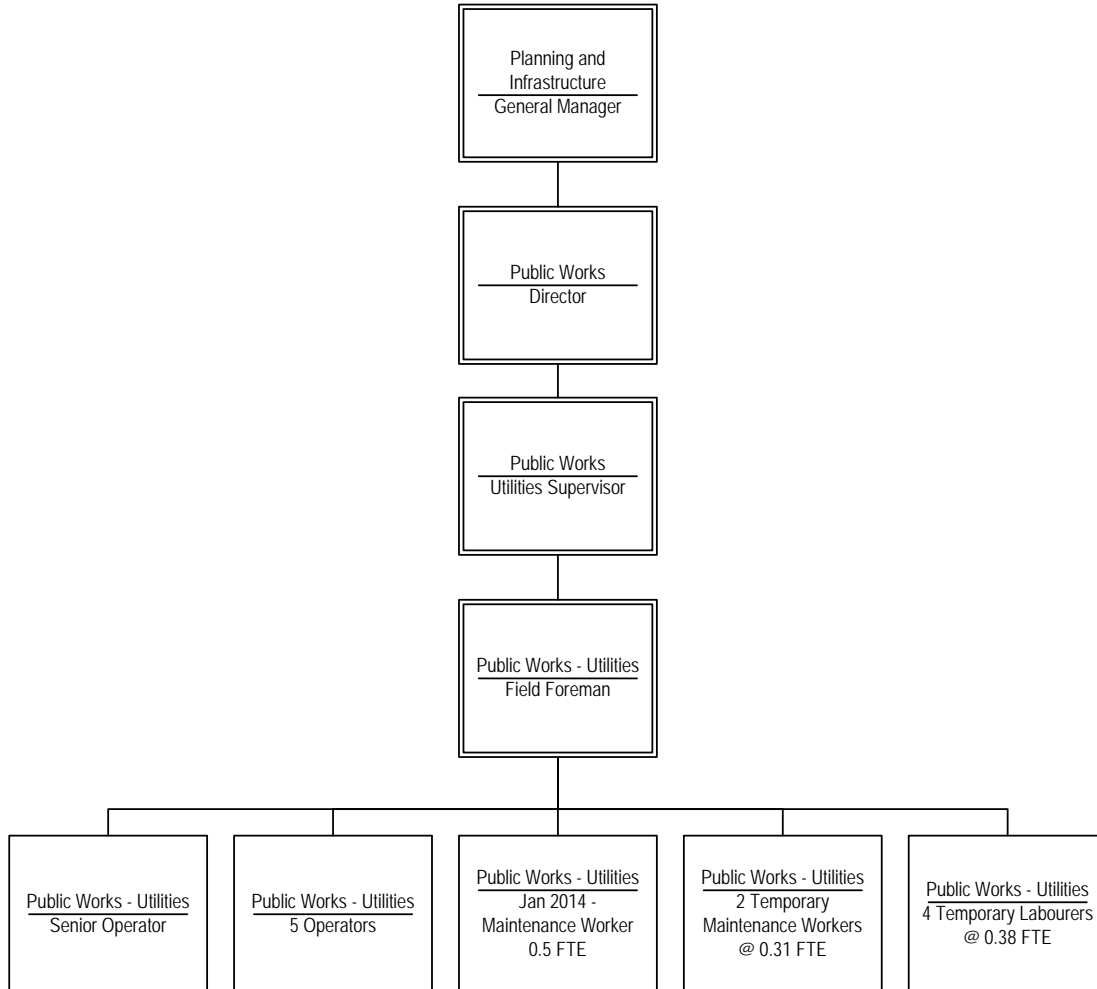 Planning and
Infrastructure
General Manager
Public Works
Director
Public Works
Utilities Supervisor
Public Works - Utilities
Field Foreman
Public Works - Utilities
Senior Operator
Public Works - Utilities
5 Operators
Public Works - Utilities
Jan 2014 -
Maintenance Worker
0.5 FTE
Public Works - Utilities
2 Temporary
Maintenance Workers
@ 0.31 FTE
Public Works - Utilities
4 Temporary Labourers
@ 0.38 FTE